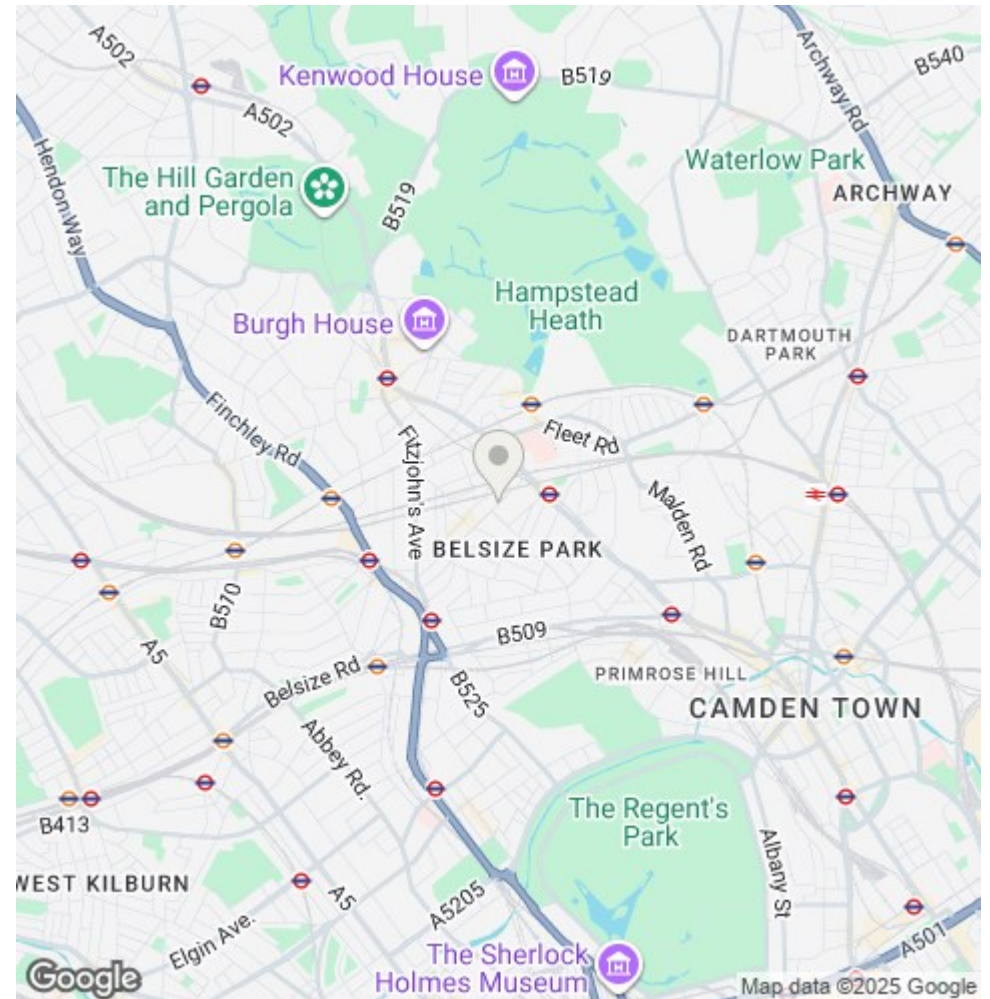 A502
Kenwood House
B519
Archway Rd
B540
A502
Hendon Way
The Hill Garden
and Pergola
B519
Waterlow Park
ARCHWAY
Hampstead
Heath
Burgh House
DARTMOUTH
PARK
Finchley Rd
Fitzjohn's Ave
Fleet Rd
Malden Rd
BELSIZE PARK
B570
A5
B509
Belsize Rd
B525
PRIMROSE HILL
CAMDEN TOWN
Abbey Rd.
B413
The Regent's
Park
Albany St
WEST KILBURN
A5
A5205
Elgin Ave.
A501
The Sherlock
Holmes Museum
Google
Map data ©2025 Google